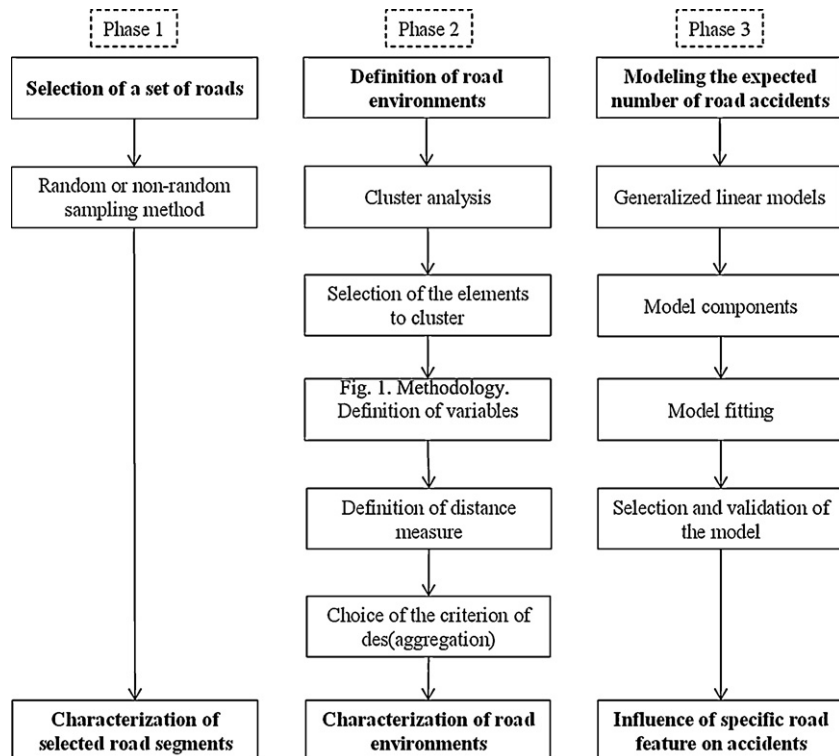 Phase 1
Selection of a set of roads
Random or non-random
sampling method
Characterization of
selected road segments
Phase 2
Definition of road
environments
Cluster analysis
Selection of the elements
to cluster
Fig. 1. Methodology.
Definition of variables
Definition of distance
measure
Choice of the criterion of
des(aggregation)
Characterization of road
environments
Phase 3
Modeling the expected
number of road accidents
Generalized linear models
Model components
Model fitting
Selection and validation of
the model
Influence of specific road
feature on accidents